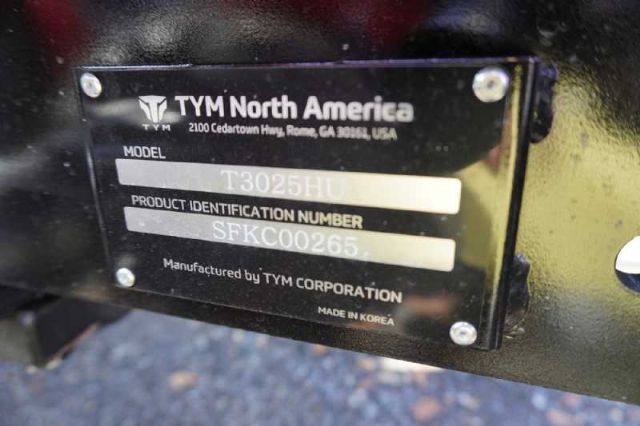 TYM
TYM North America
2100 Cedartown Hwy, Rome, GA 30161, USA
MODEL
T3025HU
PRODUCT IDENTIFICATION NUMBER
SFKC00265
Manufactured by TYM CORPORATION
MADE IN KOREA